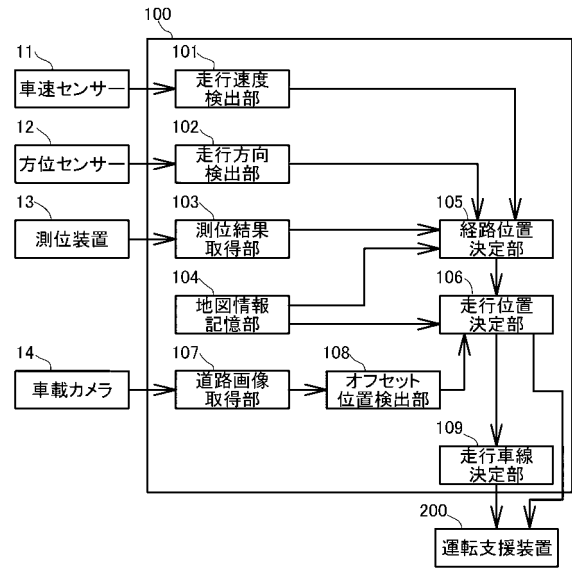 100
11
車速センサー
101
走行速度
検出部
12
方位センサー
102
走行方向
検出部
13
測位装置
103
測位結果
取得部
105
経路位置
決定部
104
地図情報
記憶部
106
走行位置
決定部
14
車載カメラ
107
道路画像
取得部
108
オフセット
位置検出部
109
走行車線
決定部
200
運転支援装置